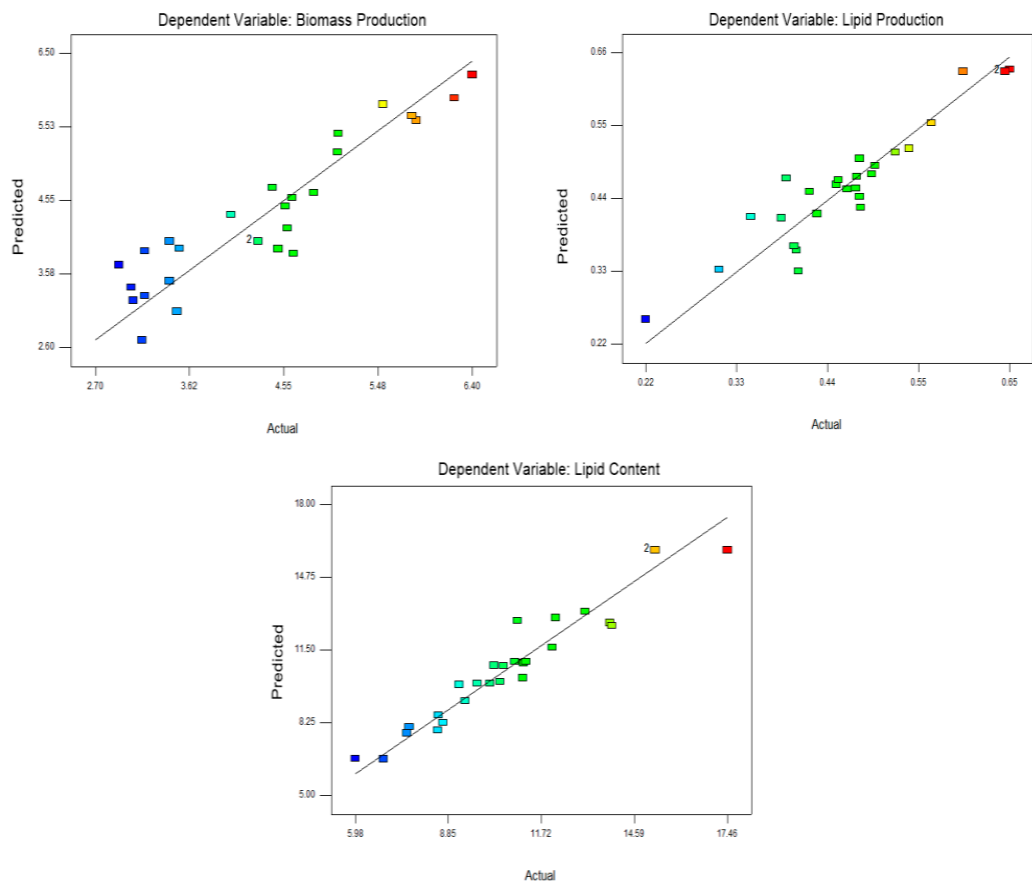 Dependent Variable: Biomass Production
6.50
5.53
4.55
3.58
2.60
Predicted
2
2.70 3.62 4.55 5.48 6.40
Actual
Dependent Variable: Lipid Production
0.66
0.55
0.44
0.33
0.22
Predicted
2
0.22 0.33 0.44 0.55 0.65
Actual
Dependent Variable: Lipid Content
18.00
14.75
11.50
8.25
5.00
Predicted
2
5.98 8.85 11.72 14.59 17.46
Actual